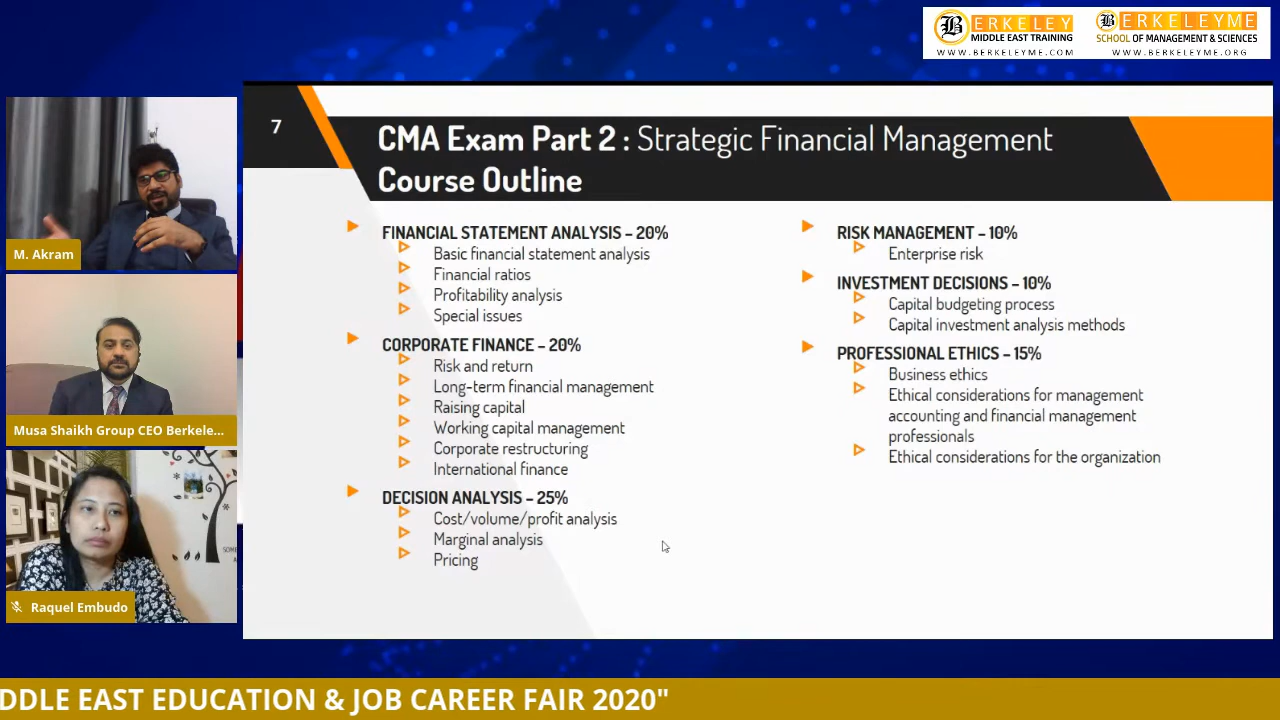 BERKELEY
MIDDLE EAST TRAINING
WWW.BERKELEYME.COM
BERKELEYME
SCHOOL OF MANAGEMENT & SCIENCES
WWW.BERKELEYME.ORG
7
CMA Exam Part 2 : Strategic Financial Management
Course Outline
FINANCIAL STATEMENT ANALYSIS – 20%
Basic financial statement analysis
Financial ratios
Profitability analysis
Special issues
CORPORATE FINANCE – 20%
Risk and return
Long-term financial management
Raising capital
Working capital management
Corporate restructuring
International finance
DECISION ANALYSIS – 25%
Cost/volume/profit analysis
Marginal analysis
Pricing
RISK MANAGEMENT – 10%
Enterprise risk
INVESTMENT DECISIONS – 10%
Capital budgeting process
Capital investment analysis methods
PROFESSIONAL ETHICS – 15%
Business ethics
Ethical considerations for management
accounting and financial management
professionals
Ethical considerations for the organization
M. Akram
Musa Shaikh Group CEO Berkele...
Raquel Embudo
DDLE EAST EDUCATION & JOB CAREER FAIR 2020"